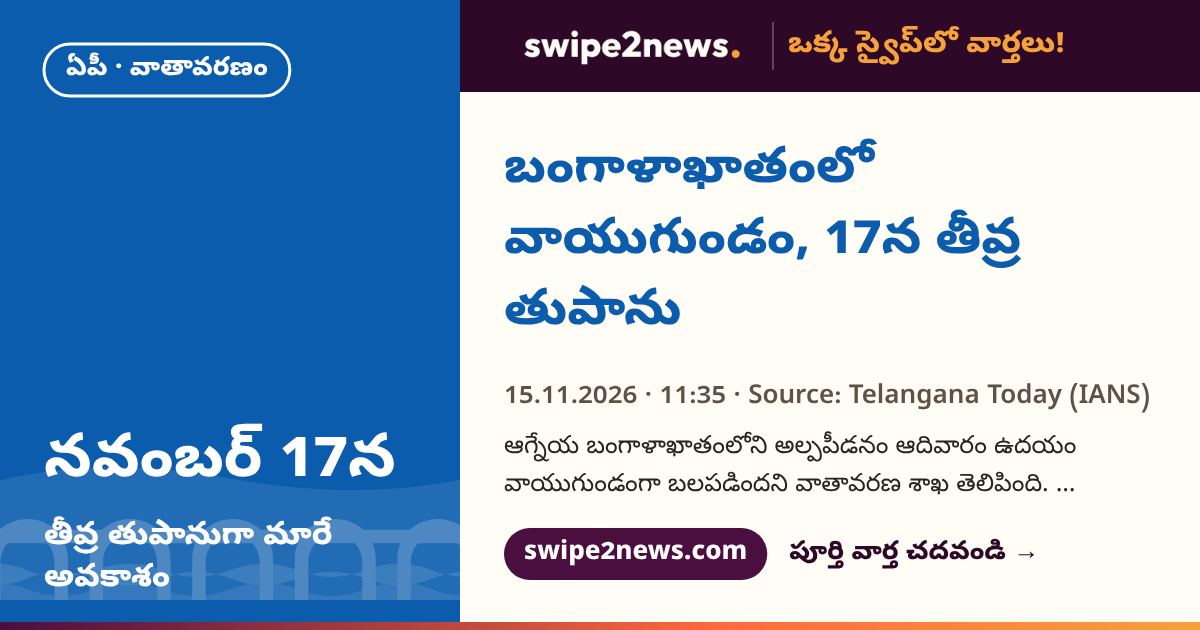 ఏపీ · వాతావరణం
నవంబర్ 17న
తీవ్ర తుపానుగా మారే
అవకాశం
swipe2news.
ఒక్క స్వైప్‌లో వార్తలు!
బంగాళాఖాతంలో
వాయుగుండం, 17న తీవ్ర
తుపాను
15.11.2026 · 11:35 · Source: Telangana Today (IANS)
ఆగ్నేయ బంగాళాఖాతంలోని అల్పపీడనం ఆదివారం ఉదయం
వాయుగుండంగా బలపడిందని వాతావరణ శాఖ తెలిపింది. ...
swipe2news.com
పూర్తి వార్త చదవండి →